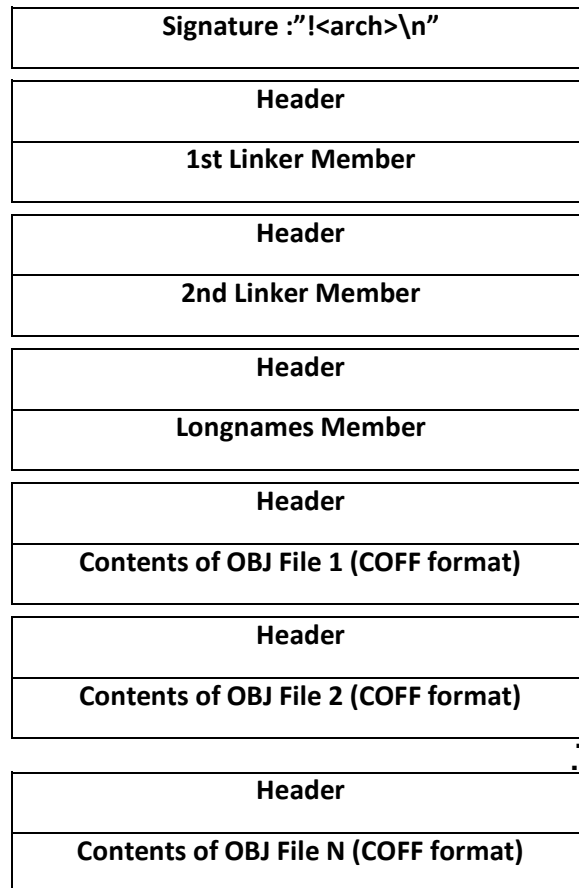 Signature :”!<arch>\n”
Header
1st Linker Member
Header
2nd Linker Member
Header
Longnames Member
Header
Contents of OBJ File 1 (COFF format)
Header
Contents of OBJ File 2 (COFF format)
:
Header
Contents of OBJ File N (COFF format)